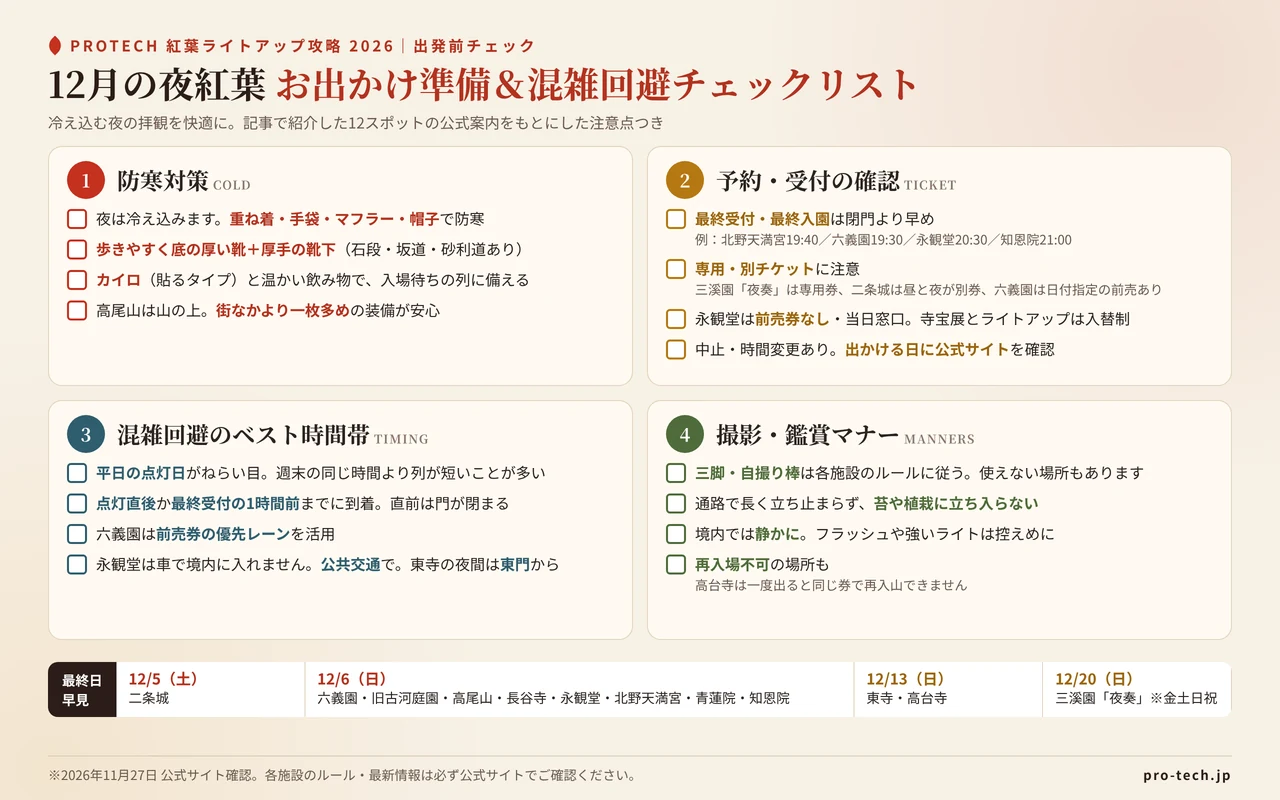 PROTECH 紅葉ライトアップ攻略 2026｜出発前チェック
12月の夜紅葉 お出かけ準備＆混雑回避チェックリスト
冷え込む夜の拝観を快適に。記事で紹介した12スポットの公式案内をもとにした注意点つき
1 防寒対策 COLD
夜は冷え込みます。重ね着・手袋・マフラー・帽子で防寒
歩きやすく底の厚い靴＋厚手の靴下（石段・坂道・砂利道あり）
カイロ（貼るタイプ）と温かい飲み物で、入場待ちの列に備える
高尾山は山の上。街なかより一枚多めの装備が安心
2 予約・受付の確認 TICKET
最終受付・最終入園は閉門より早め
例：北野天満宮19:40／六義園19:30／永観堂20:30／知恩院21:00
専用・別チケットに注意
三溪園「夜奏」は専用券、二条城は昼と夜が別券、六義園は日付指定の前売あり
永観堂は前売券なし・当日窓口。寺宝展とライトアップは入替制
中止・時間変更あり。出かける日に公式サイトを確認
3 混雑回避のベスト時間帯 TIMING
平日の点灯日がねらい目。週末の同じ時間より列が短いことが多い
点灯直後か最終受付の1時間前までに到着。直前は門が閉まる
六義園は前売券の優先レーンを活用
永観堂は車で境内に入れません。公共交通で。東寺の夜間は東門から
4 撮影・鑑賞マナー MANNERS
三脚・自撮り棒は各施設のルールに従う。使えない場所もあります
通路で長く立ち止まらず、苔や植栽に立ち入らない
境内では静かに。フラッシュや強いライトは控えめに
再入場不可の場所も
高台寺は一度出ると同じ券で再入山できません
最終日
早見
12/5（土）
二条城
12/6（日）
六義園・旧古河庭園・高尾山・長谷寺・永観堂・北野天満宮・青蓮院・知恩院
12/13（日）
東寺・高台寺
12/20（日）
三溪園「夜奏」※金土日祝
※2026年11月27日 公式サイト確認。各施設のルール・最新情報は必ず公式サイトでご確認ください。
pro-tech.jp